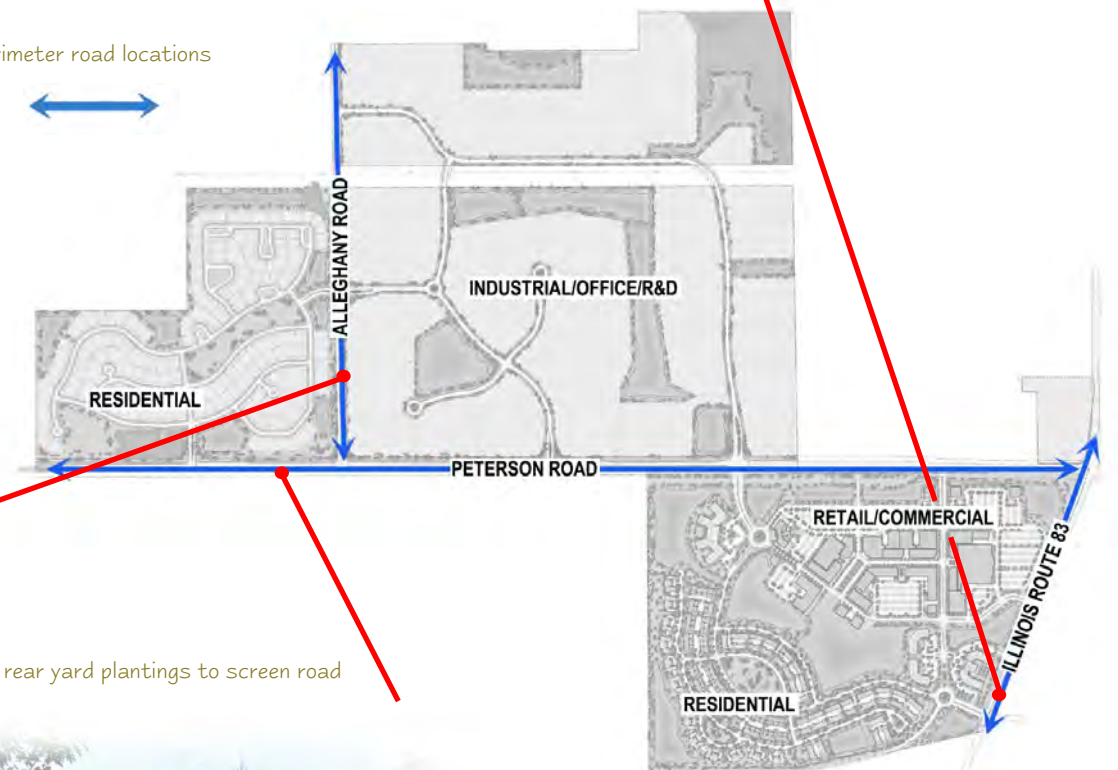 rimeter road locations
ALLEGHANY ROAD
INDUSTRIAL/OFFICE/R&D
RESIDENTIAL
PETERSON ROAD
RETAIL/COMMERCIAL
ILLINOIS ROUTE 83
rear yard plantings to screen road
RESIDENTIAL